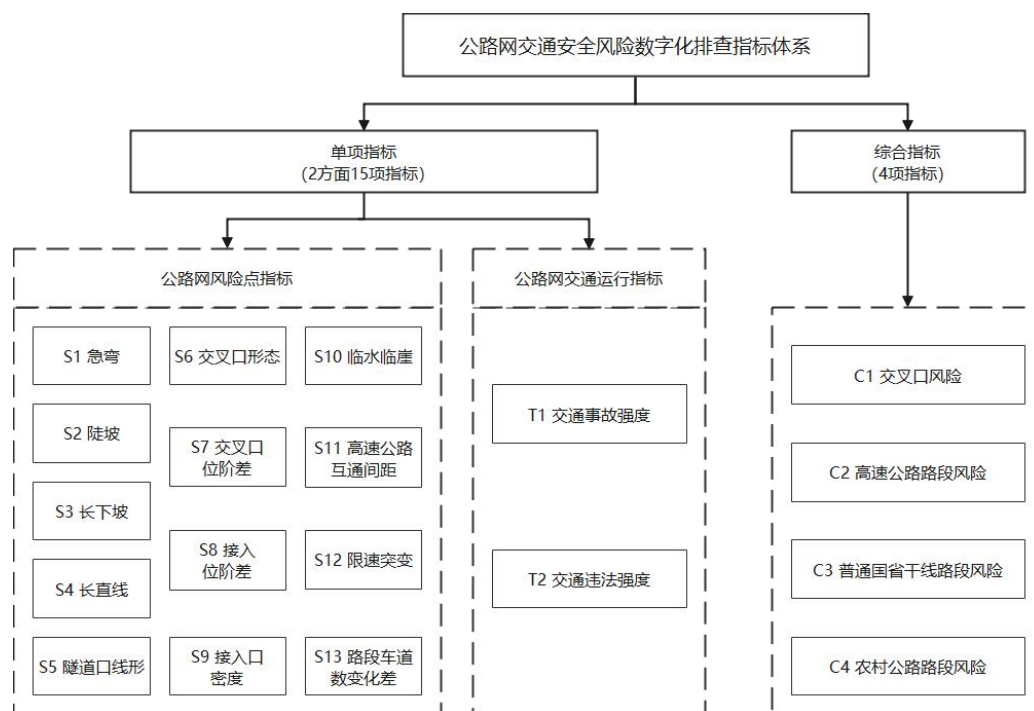 公路网交通安全风险数字化排查指标体系
单项指标
(2方面15项指标)
综合指标
(4项指标)
公路网风险点指标
公路网交通运行指标
S1 急弯
S2 陡坡
S3 长下坡
S4 长直线
S5 隧道口线形
S6 交叉口形态
S7 交叉口
位阶差
S8 接入
位阶差
S9 接入口
密度
S10 临水临崖
S11 高速公路
互通间距
S12 限速突变
S13 路段车道
数变化差
T1 交通事故强度
T2 交通违法强度
C1 交叉口风险
C2 高速公路路段风险
C3 普通国省干线路段风险
C4 农村公路路段风险